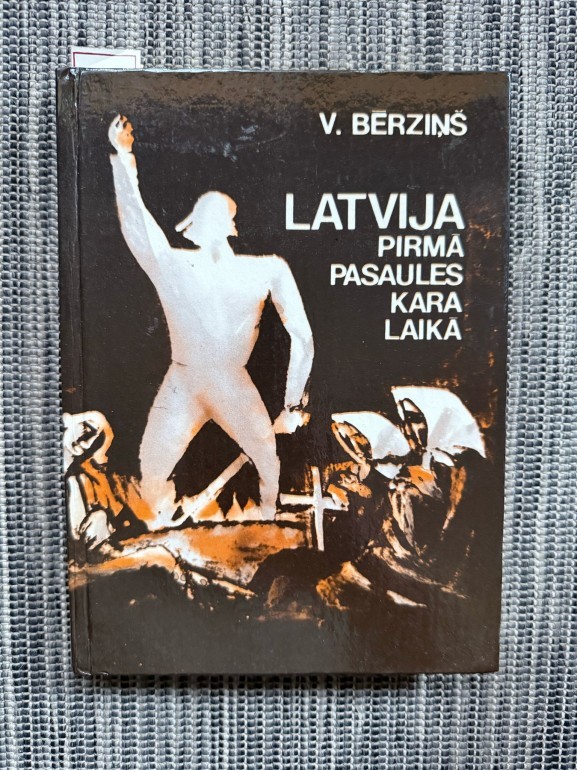 V. BĒRZIŅŠ
LATVIJA
PIRMĀ
PASAULES
KARA
LAIKĀ